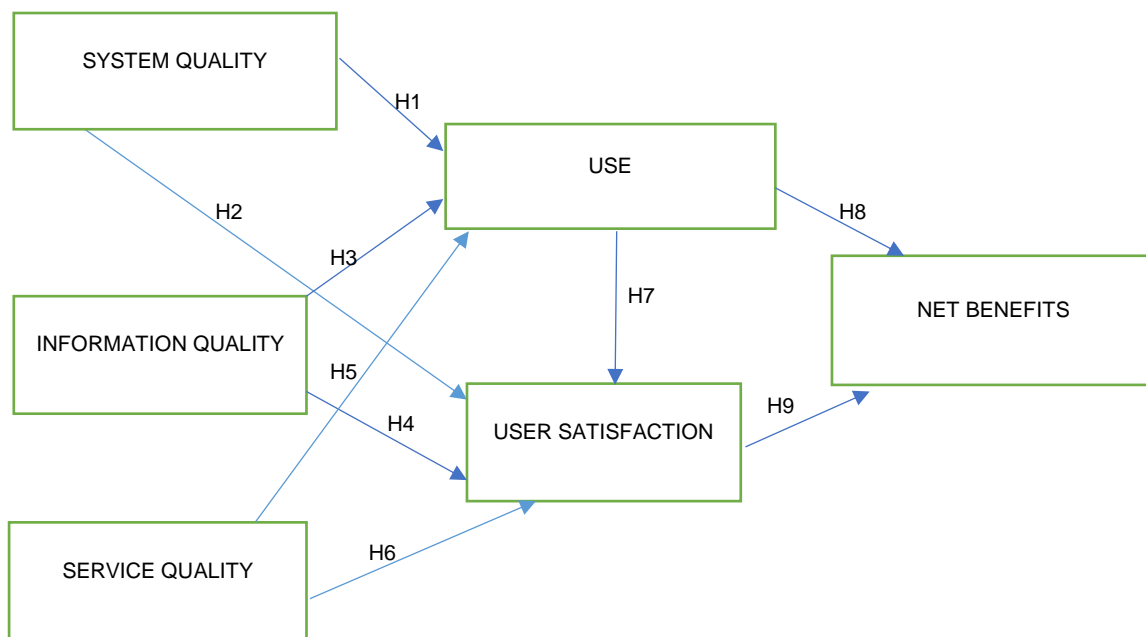 SYSTEM QUALITY
H1
USE
H2
H8
H3
H7
NET BENEFITS
INFORMATION QUALITY
H5
H9
H4
USER SATISFACTION
H6
SERVICE QUALITY